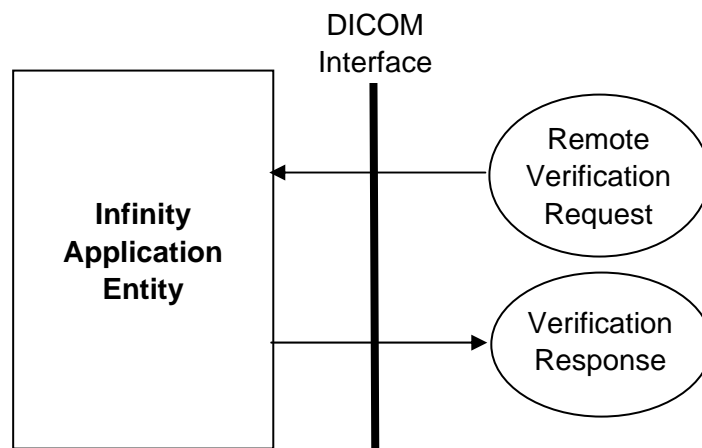 DICOM
Interface
Remote
Verification
Request
Infinity
Application
Entity
Verification
Response